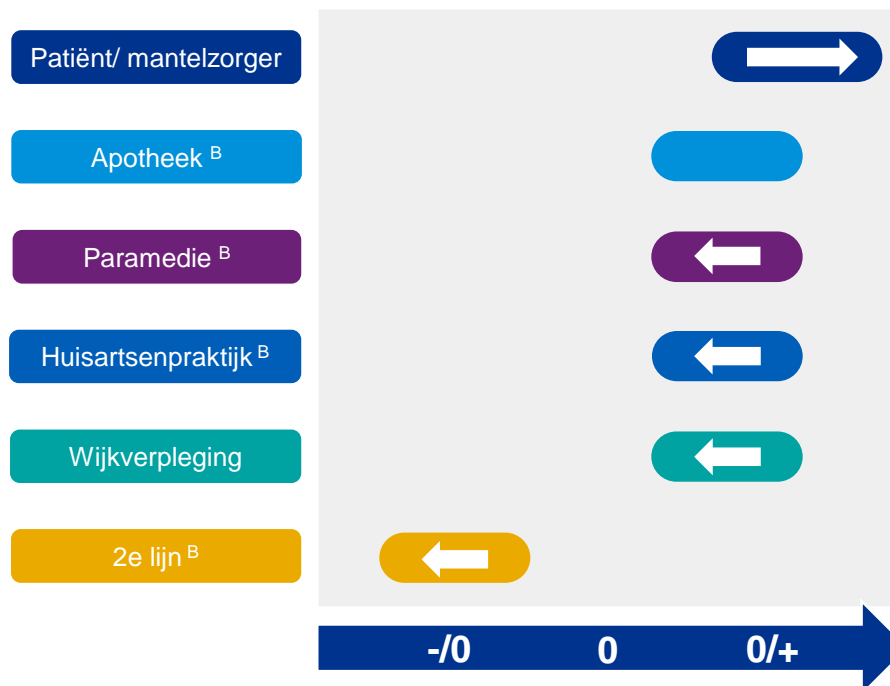 Patiënt/ mantelzorger
Apotheek B
Paramedie B
Huisartsenpraktijk B
Wijkverpleging
2e lijn B
-/0 0 0/+